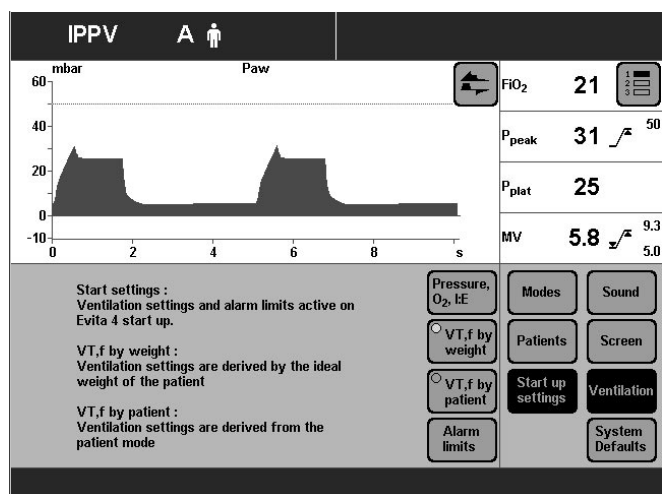 IPPV A
mbar Paw
60
40
20
0
-10
0 2 4 6 8 s
FiO2 21
1
2
3
Ppeak 31 50
Pplat 25
MV 5.8 9.3
5.0
Start settings :
Ventilation settings and alarm limits active on
Evita 4 start up.
VT,f by weight :
Ventilation settings are derived by the ideal
weight of the patient
VT,f by patient :
Ventilation settings are derived from the
patient mode
Pressure,
O2, I:E
VT,f by
weight
VT,f by
patient
Alarm
limits
Modes
Sound
Patients
Screen
Start up
settings
Ventilation
System
Defaults